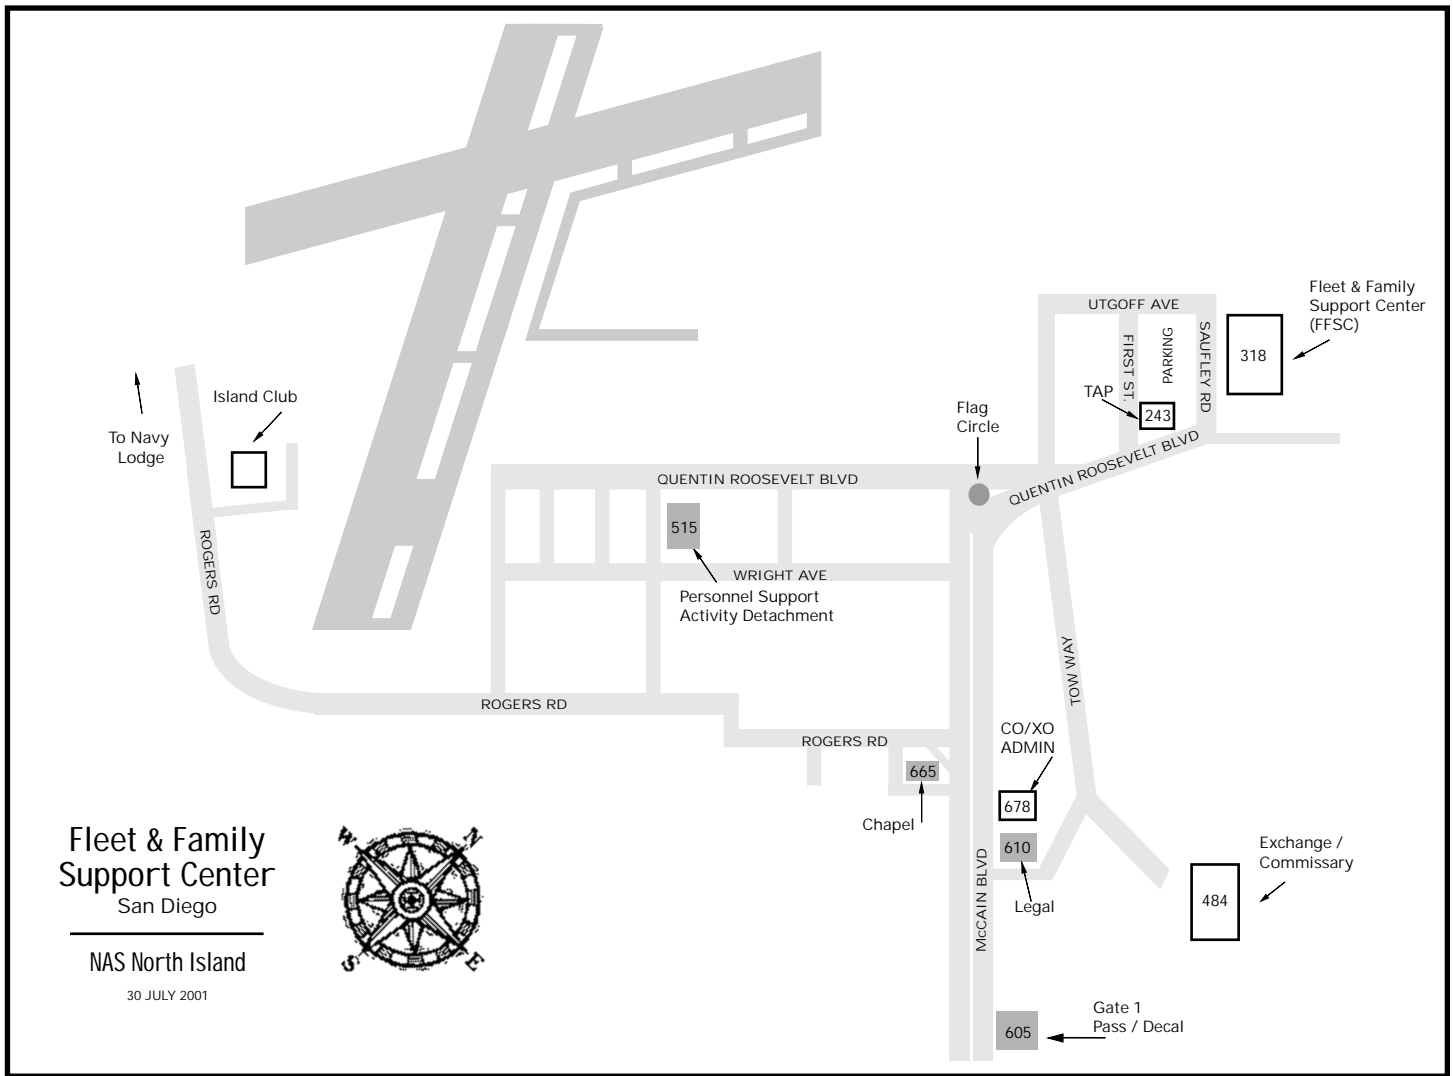 Fleet & Family
Support Center
(FFSC)
UTGOFF AVE
FIRST ST.
PARKING
SAUFLEY RD
318
TAP
243
Flag
Circle
QUENTIN ROOSEVELT BLVD
QUENTIN ROOSEVELT BLVD
Island Club
To Navy
Lodge
ROGERS RD
515
WRIGHT AVE
Personnel Support
Activity Detachment
TOW WAY
ROGERS RD
ROGERS RD
CO/XO
ADMIN
665
678
Chapel
610
Legal
McCAIN BLVD
Exchange /
Commissary
484
605
Gate 1
Pass / Decal
Fleet & Family
Support Center
San Diego
NAS North Island
30 JULY 2001
W
N
S
E